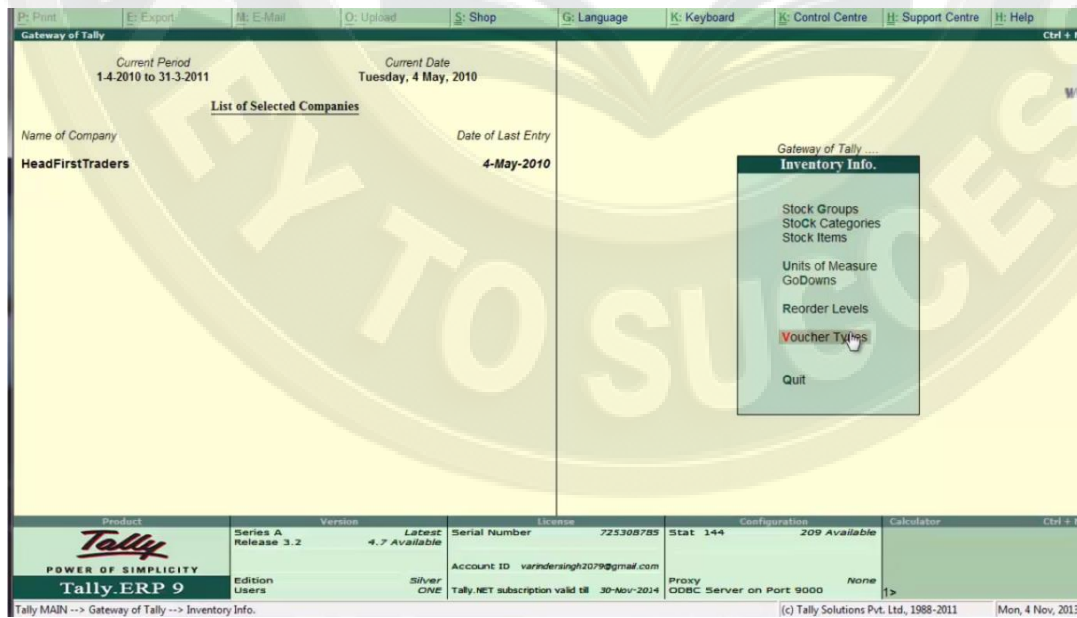 P: Print E: Export M: E-Mail O: Upload S: Shop G: Language K: Keyboard K: Control Centre H: Support Centre H: Help
Gateway of Tally Ctrl +
Current Period Current Date
1-4-2010 to 31-3-2011 Tuesday, 4 May, 2010
List of Selected Companies
Name of Company Date of Last Entry
HeadFirstTraders 4-May-2010
Gateway of Tally ....
Inventory Info.
Stock Groups
StoCk Categories
Stock Items
Units of Measure
GoDowns
Reorder Levels
Voucher Types
Quit
KEY TO SUCCESS
Product Version License Configuration Calculator Ctrl +
Tally
POWER OF SIMPLICITY
Tally.ERP 9
Series A Latest
Release 3.2 4.7 Available
Edition Silver
Users ONE
Serial Number 725308785
Account ID varindersingh2079@gmail.com
Tally.NET subscription valid till 30-Nov-2014
Stat 144 209 Available
Proxy None
ODBC Server on Port 9000
1>
Tally MAIN --> Gateway of Tally --> Inventory Info. (c) Tally Solutions Pvt. Ltd., 1988-2011 Mon, 4 Nov, 2013